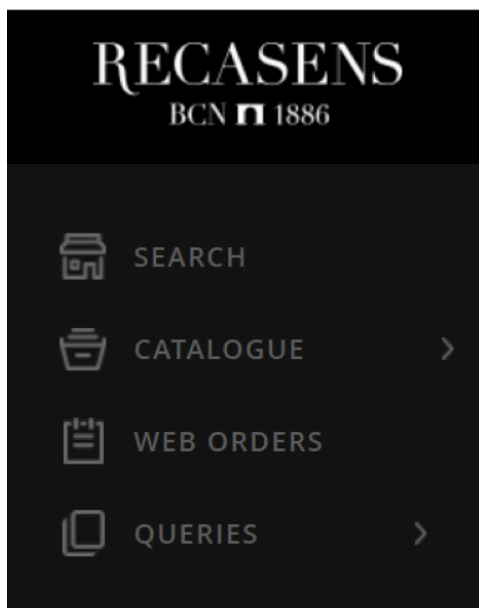 RECASENS
BCN 1886
SEARCH
CATALOGUE
WEB ORDERS
QUERIES